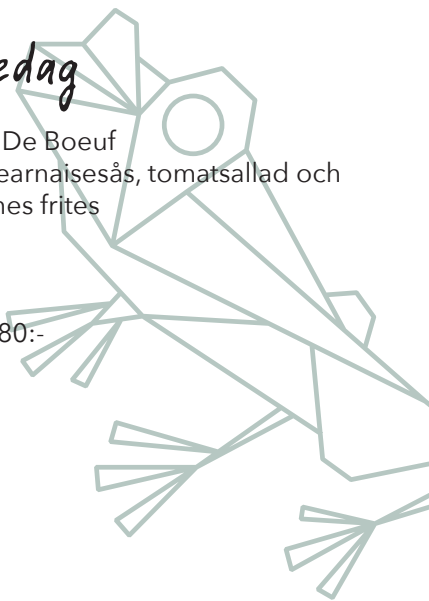 edag
De Boeuf
earnaisesås, tomatsallad och
nes frites
80:-